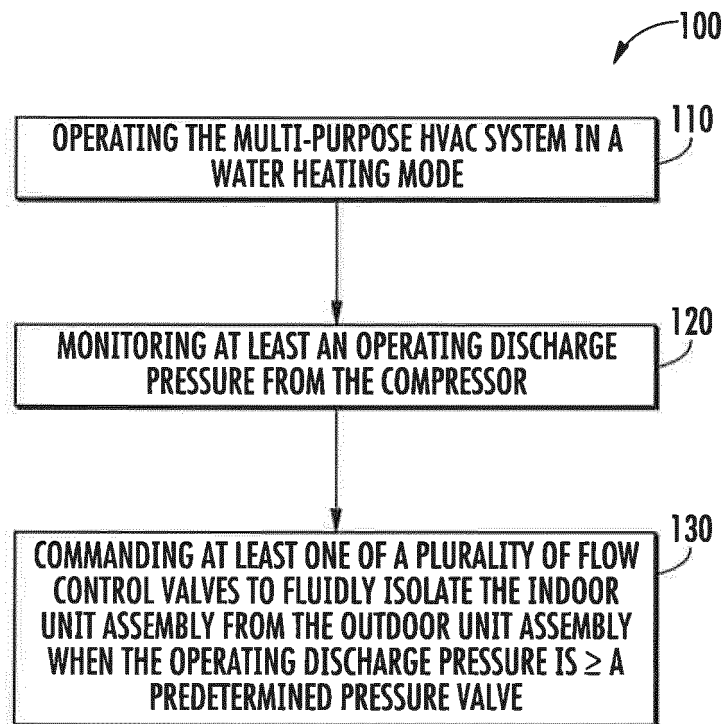 100
OPERATING THE MULTI-PURPOSE HVAC SYSTEM IN A
WATER HEATING MODE
110
MONITORING AT LEAST AN OPERATING DISCHARGE
PRESSURE FROM THE COMPRESSOR
120
COMMANDING AT LEAST ONE OF A PLURALITY OF FLOW
CONTROL VALVES TO FLUIDLY ISOLATE THE INDOOR
UNIT ASSEMBLY FROM THE OUTDOOR UNIT ASSEMBLY
WHEN THE OPERATING DISCHARGE PRESSURE IS ≥ A
PREDETERMINED PRESSURE VALVE
130